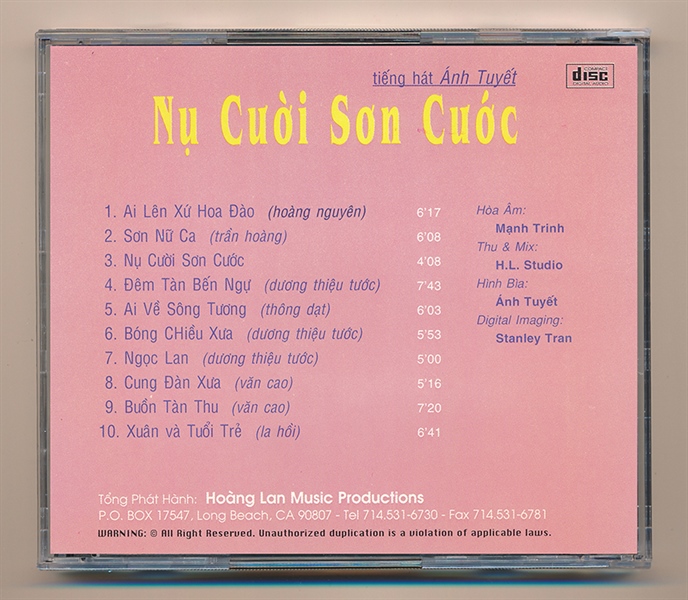 tiếng hát Ánh Tuyết
COMPACT
disc
DIGITAL AUDIO
Nụ Cười Sơn Cước
1. Ai Lên Xứ Hoa Đào (hoàng nguyên) 6'17
2. Sơn Nữ Ca (trần hoàng) 6'08
3. Nụ Cười Sơn Cước 4'08
4. Đêm Tàn Bến Ngự (dương thiệu tước) 7'43
5. Ai Về Sông Tương (thông dạt) 6'03
6. Bóng CHiều Xưa (dương thiệu tước) 5'53
7. Ngọc Lan (dương thiệu tước) 5'00
8. Cung Đàn Xưa (văn cao) 5'16
9. Buồn Tàn Thu (văn cao) 7'20
10. Xuân và Tuổi Trẻ (la hồi) 6'41
Hòa Âm:
Mạnh Trinh
Thu & Mix:
H.L. Studio
Hình Bìa:
Ánh Tuyết
Digital Imaging:
Stanley Tran
Tổng Phát Hành: Hoàng Lan Music Productions
P.O. BOX 17547, Long Beach, CA 90807 - Tel 714.531-6730 - Fax 714.531-6781
WARNING: © All Right Reserved. Unauthorized duplication is a violation of applicable laws.